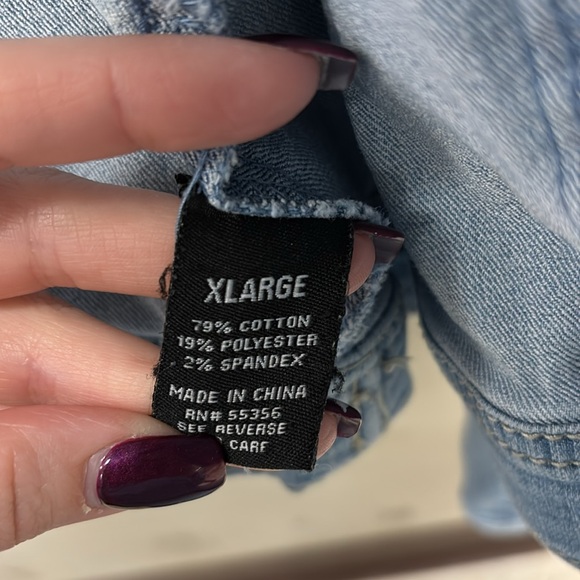 XLARGE
79% COTTON
19% POLYESTER
2% SPANDEX
MADE IN CHINA
RN# 55356
SEE REVERSE
CARE